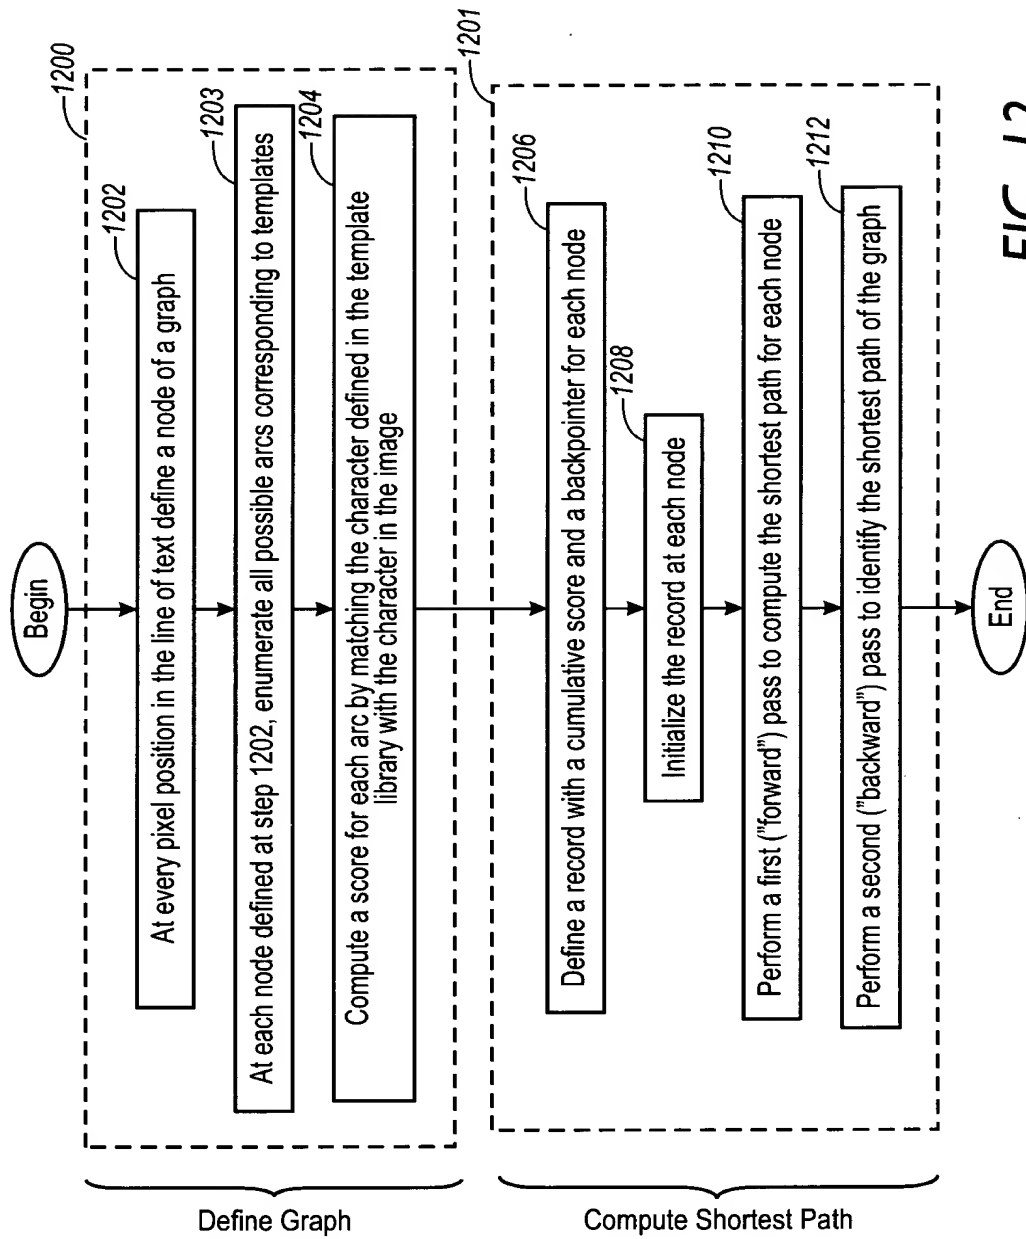 Begin
1200
1202
At every pixel position in the line of text define a node of a graph
1203
At each node defined at step 1202, enumerate all possible arcs corresponding to templates
1204
Compute a score for each arc by matching the character defined in the template
library with the character in the image
Define Graph
1201
1206
Define a record with a cumulative score and a backpointer for each node
1208
Initialize the record at each node
1210
Perform a first ("forward") pass to compute the shortest path for each node
1212
Perform a second ("backward") pass to identify the shortest path of the graph
Compute Shortest Path
End
FIG. 12